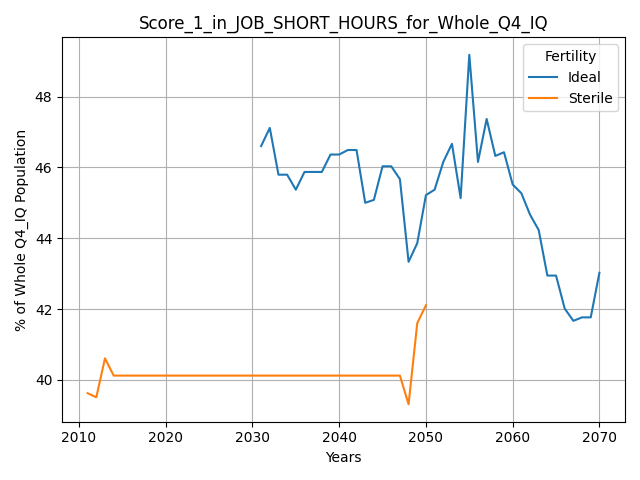 Score_1_in_JOB_SHORT_HOURS_for_Whole_Q4_IQ
Fertility
Ideal
Sterile
% of Whole Q4_IQ Population
48
46
44
42
40
2010
2020
2030
2040
2050
2060
2070
Years